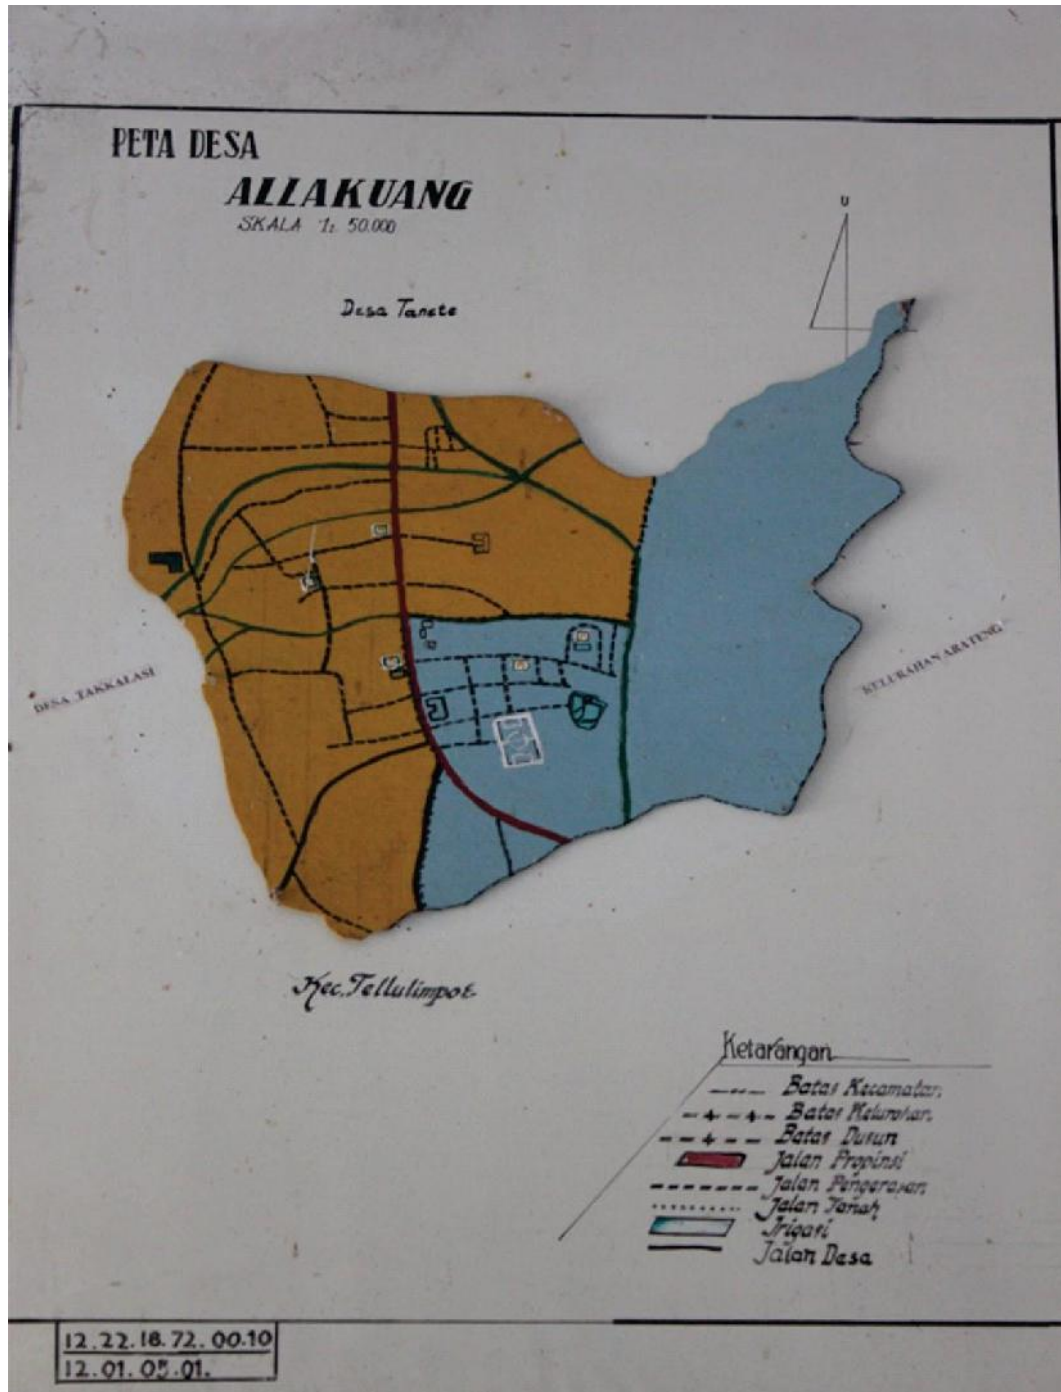 PETA DESA
ALLAKUANG
SKALA 1: 50.000
U
Desa Tanete
DESA TAKKALASI
KELURAHAN ARATENG
Kec. Tellulimpoe
Ketarangan
Batas Kecamatan
Batas Kelurahan
Batas Dusun
Jalan Propinsi
Jalan Pengerasan
Jalan Tanah
Irigasi
Jalan Desa
12.22.18.72.00.10
12.01.05.01.